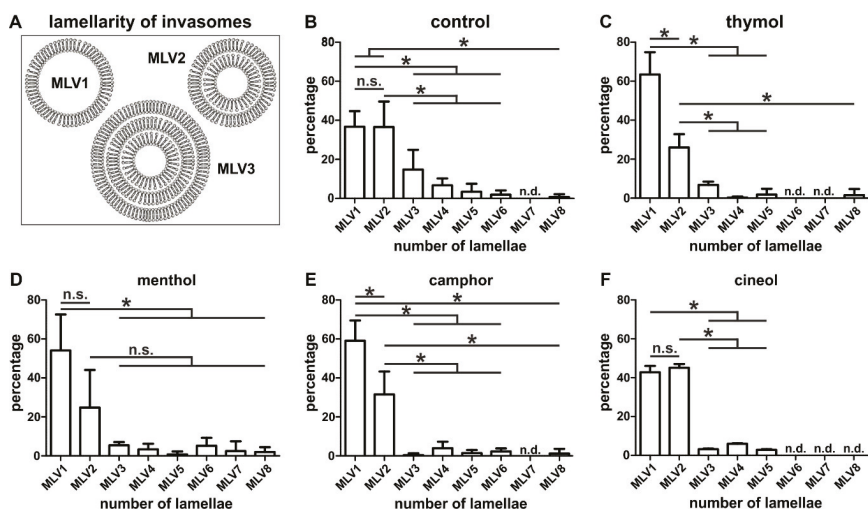 A lamellarity of invasomes
MLV1
MLV2
MLV3
B control
percentage
80
60
40
20
0
*
*
n.s.
*
n.d.
MLV1 MLV2 MLV3 MLV4 MLV5 MLV6 MLV7 MLV8
number of lamellae
C thymol
percentage
80
60
40
20
0
*
*
*
*
n.d. n.d.
MLV1 MLV2 MLV3 MLV4 MLV5 MLV6 MLV7 MLV8
number of lamellae
D menthol
percentage
80
60
40
20
0
n.s.
*
n.s.
MLV1 MLV2 MLV3 MLV4 MLV5 MLV6 MLV7 MLV8
number of lamellae
E camphor
percentage
80
60
40
20
0
*
*
*
*
*
n.d.
MLV1 MLV2 MLV3 MLV4 MLV5 MLV6 MLV7 MLV8
number of lamellae
F cineol
percentage
80
60
40
20
0
*
*
n.s.
n.d. n.d. n.d.
MLV1 MLV2 MLV3 MLV4 MLV5 MLV6 MLV7 MLV8
number of lamellae